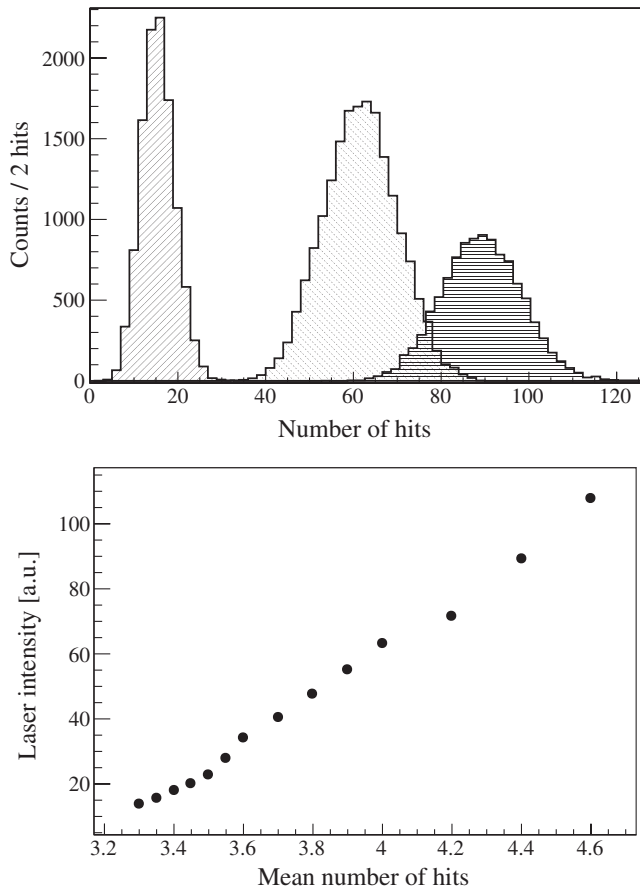 2000
1500
1000
500
0
Counts / 2 hits
0 20 40 60 80 100 120
Number of hits
100
80
60
40
20
Laser intensity [a.u.]
3.2 3.4 3.6 3.8 4 4.2 4.4 4.6
Mean number of hits